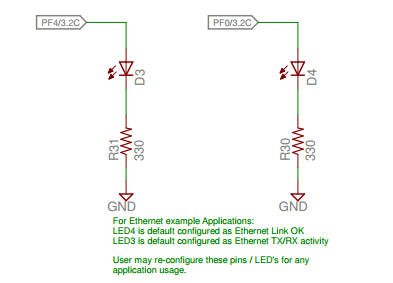 PF4/3.2C
PF0/3.2C
D3
D4
R31
330
R30
330
GND
GND
For Ethernet example Applications:
LED4 is default configured as Ethernet Link OK
LED3 is default configured as Ethernet TX/RX activity
User may re-configure these pins / LED's for any
application usage.